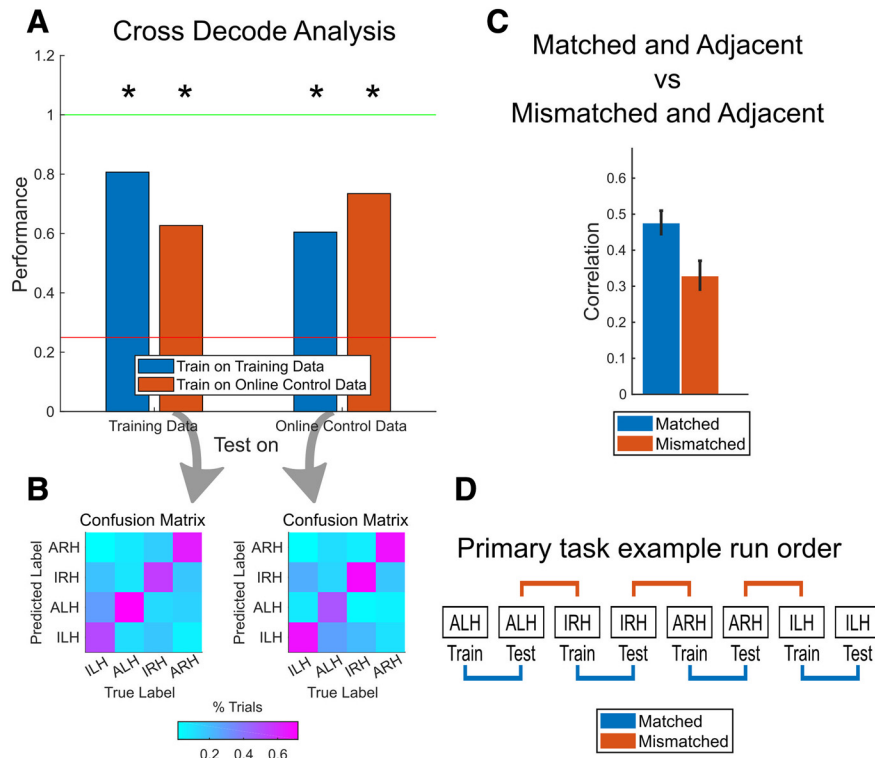 A
Cross Decode Analysis
1.2
1
0.8
0.6
0.4
0.2
0
Performance
* * * *
Train on Training Data
Train on Online Control Data
Training Data
Online Control Data
Test on
B
Confusion Matrix
ARH
IRH
ALH
ILH
Predicted Label
ILH ALH IRH ARH
True Label
Confusion Matrix
ARH
IRH
ALH
ILH
Predicted Label
ILH ALH IRH ARH
True Label
% Trials
0.2 0.4 0.6
C
Matched and Adjacent
vs
Mismatched and Adjacent
0.6
0.5
0.4
0.3
0.2
0.1
0
Correlation
Matched
Mismatched
D
Primary task example run order
ALH ALH IRH IRH ARH ARH ILH ILH
Train Test Train Test Train Test Train Test
Matched
Mismatched